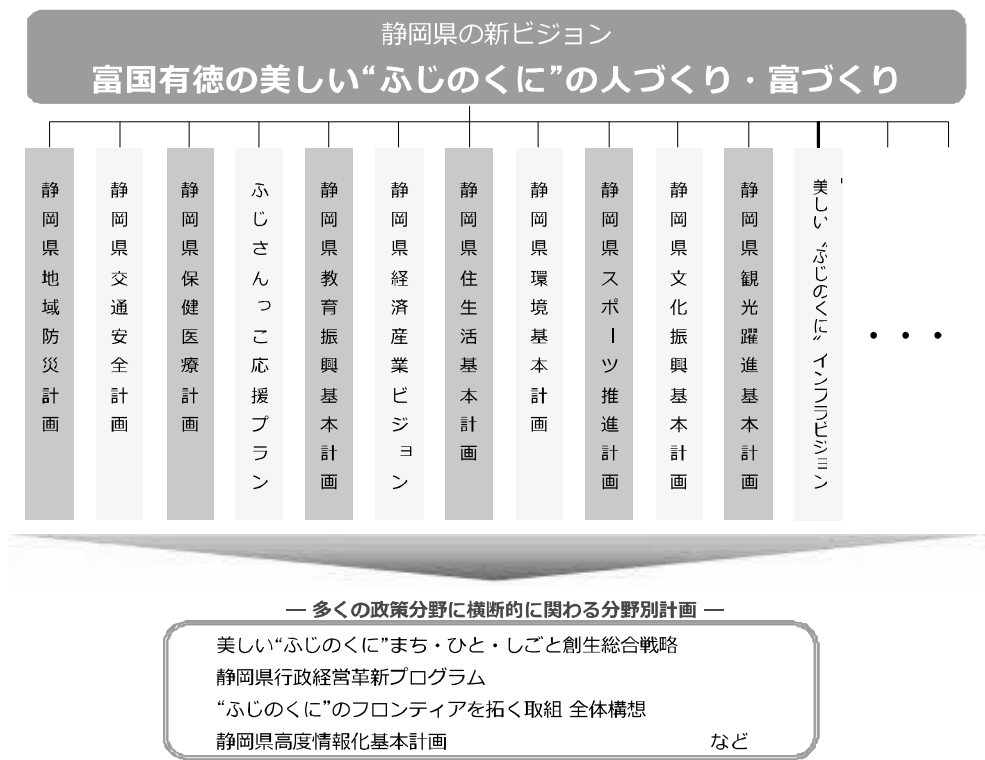 静岡県の新ビジョン
富国有徳の美しい“ふじのくに”の人づくり・富づくり
静岡県地域防災計画
静岡県交通安全計画
静岡県保健医療計画
ふじさんっこ応援プラン
静岡県教育振興基本計画
静岡県経済産業ビジョン
静岡県住生活基本計画
静岡県環境基本計画
静岡県スポーツ推進計画
静岡県文化振興基本計画
静岡県観光躍進基本計画
美しい“ふじのくに”インフラビジョン
・・・
― 多くの政策分野に横断的に関わる分野別計画 ―
美しい“ふじのくに”まち・ひと・しごと創生総合戦略
静岡県行政経営革新プログラム
“ふじのくに”のフロンティアを拓く取組 全体構想
静岡県高度情報化基本計画 など